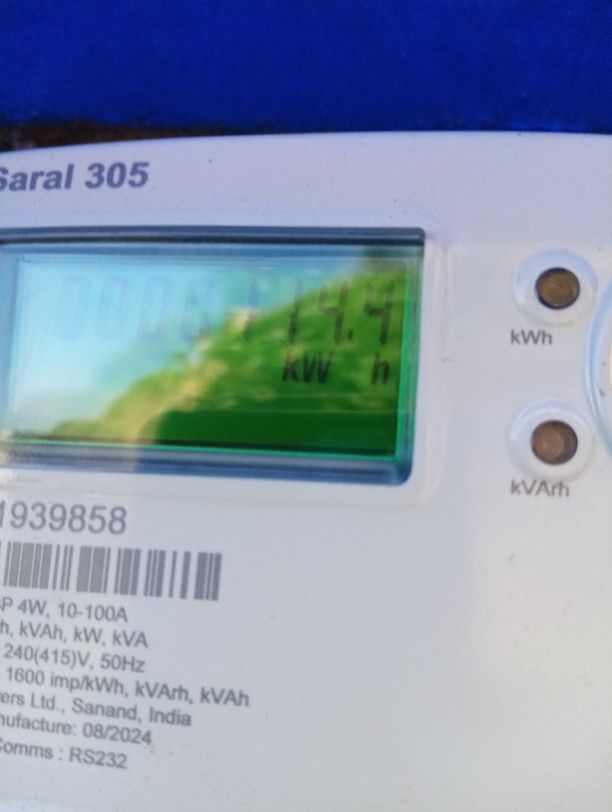 Saral 305
114.4
kW h
kWh
kVArh
1939858
P 4W, 10-100A
h, kVAh, kW, kVA
240(415)V, 50Hz
1600 imp/kWh, kVArh, kVAh
ers Ltd., Sanand, India
nufacture: 08/2024
Comms : RS232